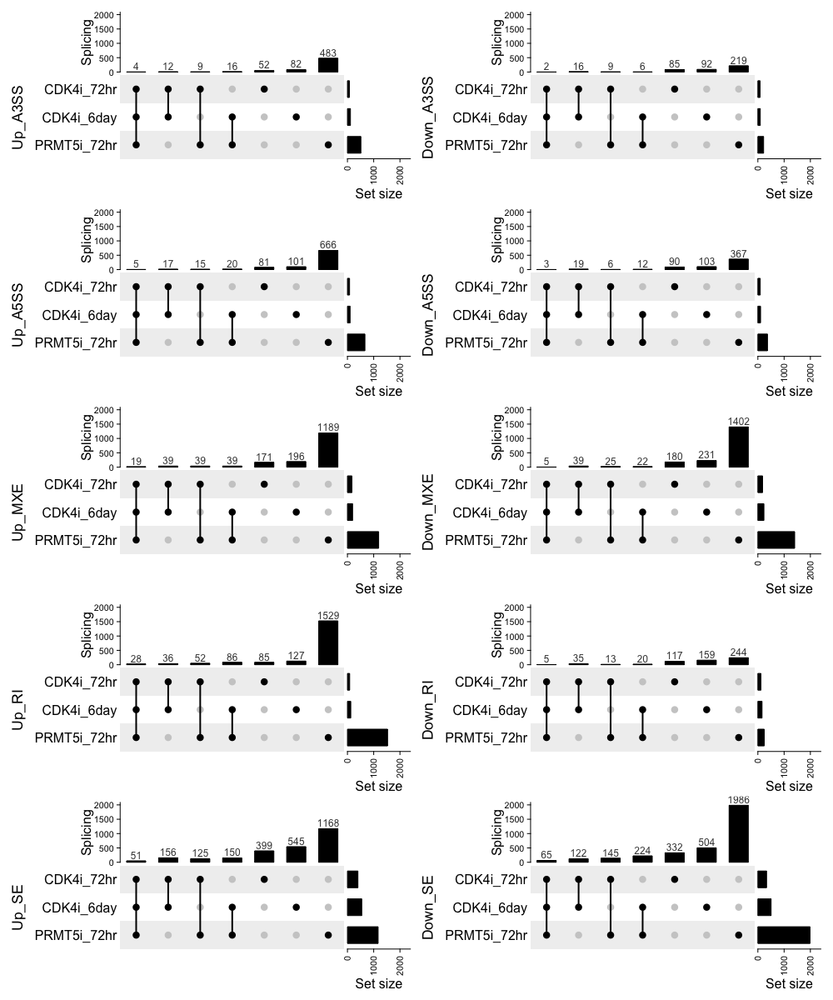 Up_A3SS
Splicing
2000
1500
1000
500
0
4 12 9 16 52 82 483
CDK4i_72hr
CDK4i_6day
PRMT5i_72hr
0 1000 2000
Set size
Down_A3SS
Splicing
2000
1500
1000
500
0
2 16 9 6 85 92 219
CDK4i_72hr
CDK4i_6day
PRMT5i_72hr
0 1000 2000
Set size
Up_A5SS
Splicing
2000
1500
1000
500
0
5 17 15 20 81 101 666
CDK4i_72hr
CDK4i_6day
PRMT5i_72hr
0 1000 2000
Set size
Down_A5SS
Splicing
2000
1500
1000
500
0
3 19 6 12 90 103 367
CDK4i_72hr
CDK4i_6day
PRMT5i_72hr
0 1000 2000
Set size
Up_MXE
Splicing
2000
1500
1000
500
0
19 39 39 39 171 196 1189
CDK4i_72hr
CDK4i_6day
PRMT5i_72hr
0 1000 2000
Set size
Down_MXE
Splicing
2000
1500
1000
500
0
5 39 25 22 180 231 1402
CDK4i_72hr
CDK4i_6day
PRMT5i_72hr
0 1000 2000
Set size
Up_RI
Splicing
2000
1500
1000
500
0
28 36 52 86 85 127 1529
CDK4i_72hr
CDK4i_6day
PRMT5i_72hr
0 1000 2000
Set size
Down_RI
Splicing
2000
1500
1000
500
0
5 35 13 20 117 159 244
CDK4i_72hr
CDK4i_6day
PRMT5i_72hr
0 1000 2000
Set size
Up_SE
Splicing
2000
1500
1000
500
0
51 156 125 150 399 545 1168
CDK4i_72hr
CDK4i_6day
PRMT5i_72hr
0 1000 2000
Set size
Down_SE
Splicing
2000
1500
1000
500
0
65 122 145 224 332 504 1986
CDK4i_72hr
CDK4i_6day
PRMT5i_72hr
0 1000 2000
Set size